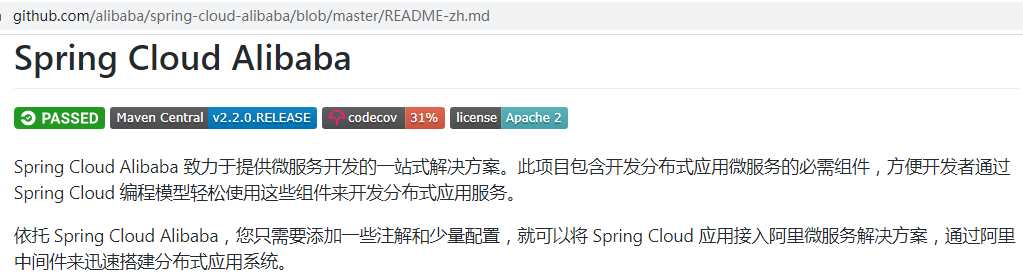 github.com/alibaba/spring-cloud-alibaba/blob/master/README-zh.md
Spring Cloud Alibaba
PASSED Maven Central v2.2.0.RELEASE codecov 31% license Apache 2
Spring Cloud Alibaba 致力于提供微服务开发的一站式解决方案。此项目包含开发分布式应用微服务的必需组件，方便开发者通过
Spring Cloud 编程模型轻松使用这些组件来开发分布式应用服务。
依托 Spring Cloud Alibaba，您只需要添加一些注解和少量配置，就可以将 Spring Cloud 应用接入阿里微服务解决方案，通过阿里
中间件来迅速搭建分布式应用系统。